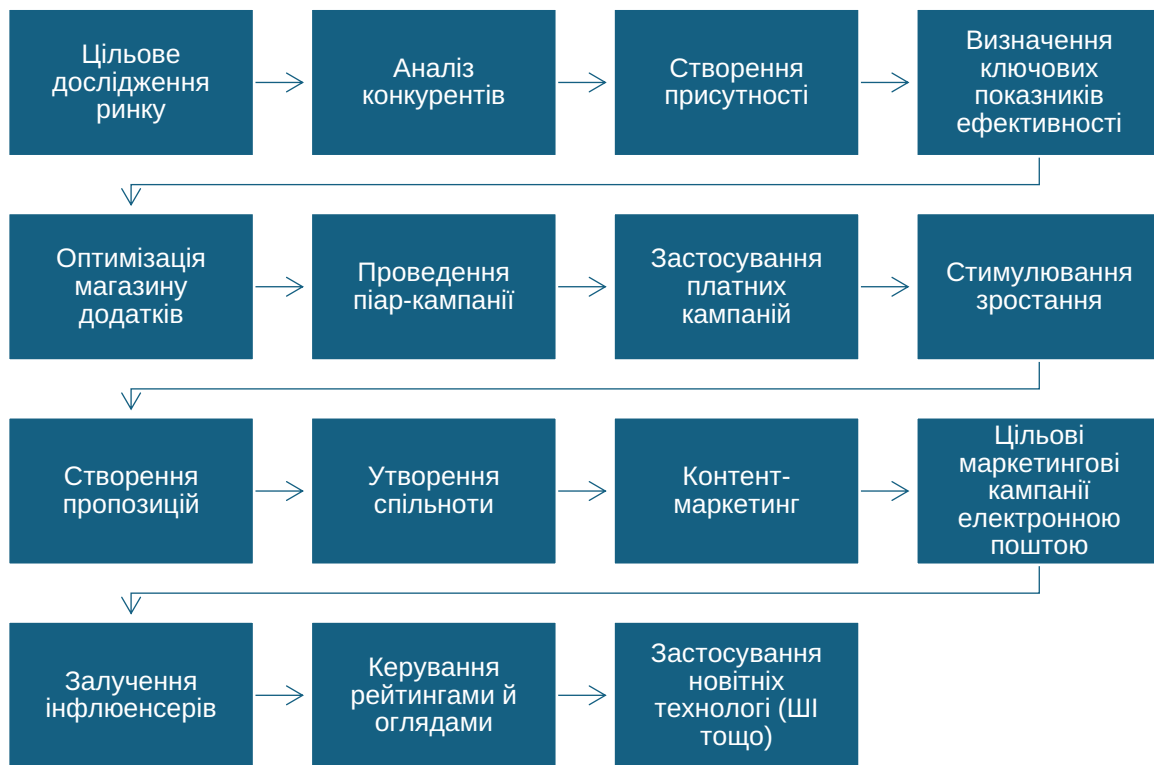 Цільове
дослідження
ринку
Аналіз
конкурентів
Створення
присутності
Визначення
ключових
показників
ефективності
Оптимізація
магазину
додатків
Проведення
піар-кампанії
Застосування
платних
кампаній
Стимулювання
зростання
Створення
пропозицій
Утворення
спільноти
Контент-
маркетинг
Цільові
маркетингові
кампанії
електронною
поштою
Залучення
інфлюенсерів
Керування
рейтингами й
оглядами
Застосування
новітніх
технологі (ШІ
тощо)